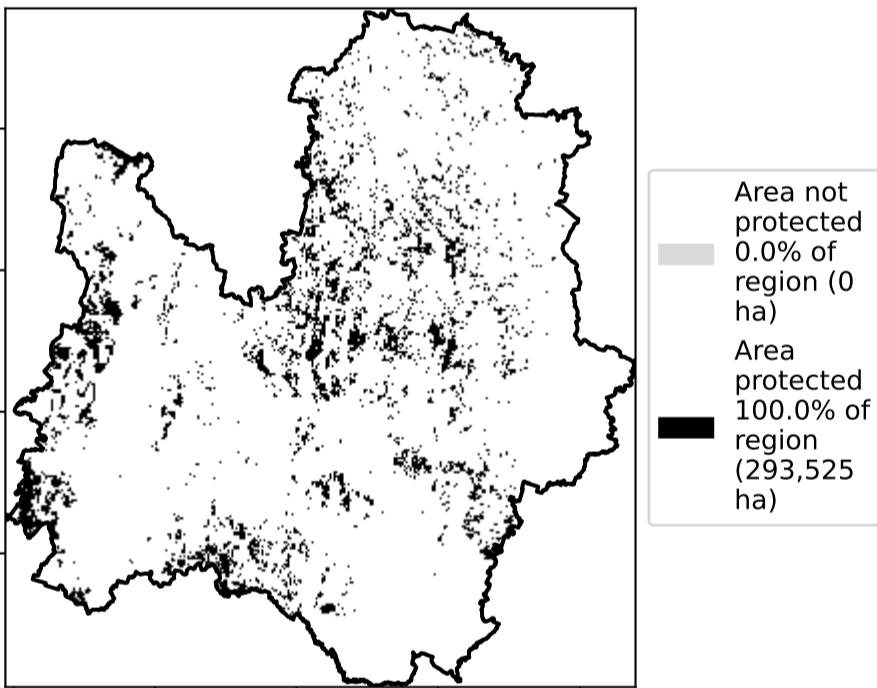 Area not
protected
0.0% of
region (0
ha)
Area
protected
100.0% of
region
(293,525
ha)